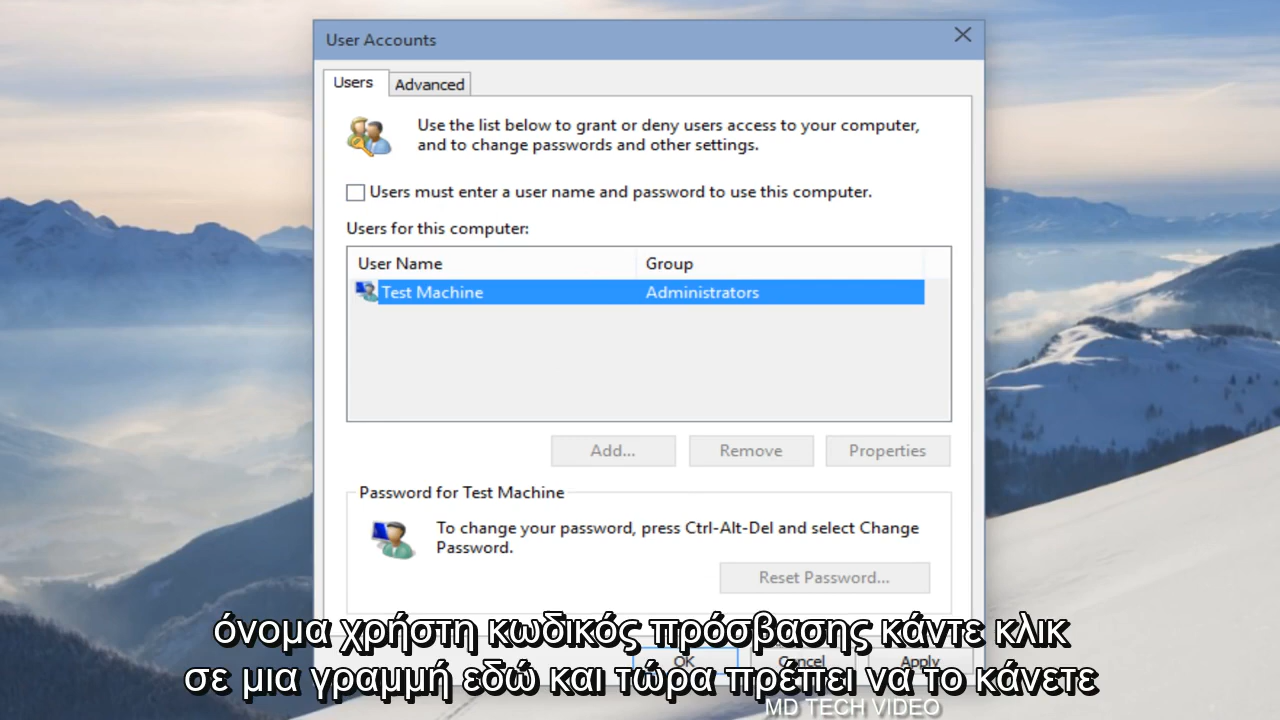 User Accounts
Users
Advanced
Use the list below to grant or deny users access to your computer,
and to change passwords and other settings.
Users must enter a user name and password to use this computer.
Users for this computer:
User Name Group
Test Machine Administrators
Add... Remove Properties
Password for Test Machine
To change your password, press Ctrl-Alt-Del and select Change
Password.
Reset Password...
όνομα χρήστη κωδικός πρόσβασης κάντε κλικ
OK Cancel Apply
σε μια γραμμή εδώ και τώρα πρέπει να το κάνετε
MD TECH VIDEO